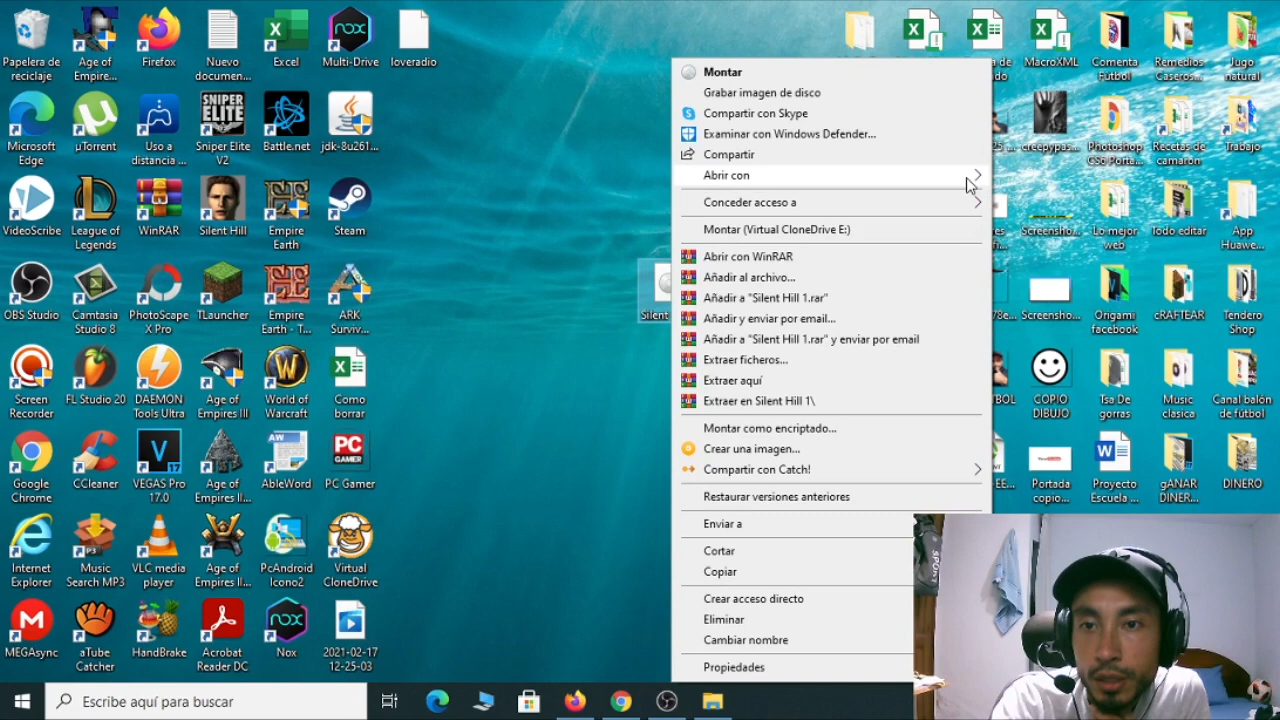 Papelera de
reciclaje
Age of
Empire...
Firefox
Nuevo
documen...
Excel
Multi-Drive
loveradio
MacroXML
Comenta
Futbol
Remedios
Caseros...
Jugo
natural
Microsoft
Edge
µTorrent
Uso a
distancia ...
Sniper Elite
V2
Battle.net
jdk-8u261...
creepypas...
Photoshop
CS6 Porta...
Recetas de
camarón
Trabajo
VideoScribe
League of
Legends
WinRAR
Silent Hill
Empire
Earth
Steam
Screensho...
Lo mejor
web
Todo editar
App
Huawe...
OBS Studio
Camtasia
Studio 8
PhotoScape
X Pro
TLauncher
Empire
Earth - T...
ARK
Surviv...
Silent
Screensho...
Origami
facebook
cRAFTEAR
Tendero
Shop
Screen
Recorder
FL Studio 20
DAEMON
Tools Ultra
Age of
Empires III
World of
Warcraft
Como
borrar
COPIO
DIBUJO
Tsa De
gorras
Music
clasica
Canal balón
de fútbol
Google
Chrome
CCleaner
VEGAS Pro
17.0
Age of
Empires II...
AbleWord
PC Gamer
Portada
copio...
Proyecto
Escuela ...
gANAR
DINER...
DINERO
Internet
Explorer
Music
Search MP3
VLC media
player
Age of
Empires II...
PcAndroid
Icono2
Virtual
CloneDrive
MEGAsync
aTube
Catcher
HandBrake
Acrobat
Reader DC
Nox
2021-02-17
12-25-03
Montar
Grabar imagen de disco
Compartir con Skype
Examinar con Windows Defender...
Compartir
Abrir con
Conceder acceso a
Montar (Virtual CloneDrive E:)
Abrir con WinRAR
Añadir al archivo...
Añadir a "Silent Hill 1.rar"
Añadir y enviar por email...
Añadir a "Silent Hill 1.rar" y enviar por email
Extraer ficheros...
Extraer aquí
Extraer en Silent Hill 1\
Montar como encriptado...
Crear una imagen...
Compartir con Catch!
Restaurar versiones anteriores
Enviar a
Cortar
Copiar
Crear acceso directo
Eliminar
Cambiar nombre
Propiedades
Escribe aquí para buscar